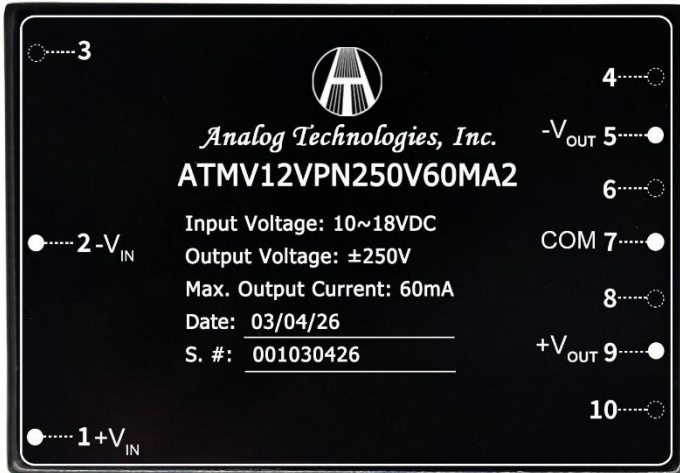 3
4
Analog Technologies, Inc.
-VOUT 5
ATMV12VPN250V60MA2
6
Input Voltage: 10~18VDC
2 -VIN
COM 7
Output Voltage: ±250V
Max. Output Current: 60mA
8
Date: 03/04/26
+VOUT 9
S. #: 001030426
10
1 +VIN